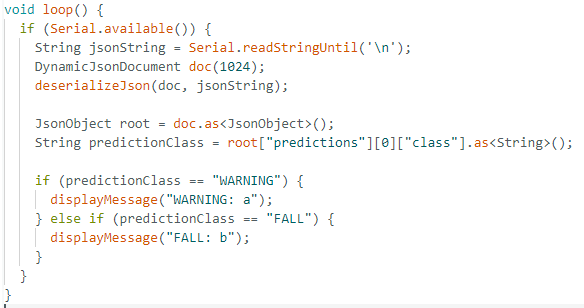 void loop() {
  if (Serial.available()) {
    String jsonString = Serial.readStringUntil('\n');
    DynamicJsonDocument doc(1024);
    deserializeJson(doc, jsonString);

    JsonObject root = doc.as<JsonObject>();
    String predictionClass = root["predictions"][0]["class"].as<String>();

    if (predictionClass == "WARNING") {
      displayMessage("WARNING: a");
    } else if (predictionClass == "FALL") {
      displayMessage("FALL: b");
    }
  }
}